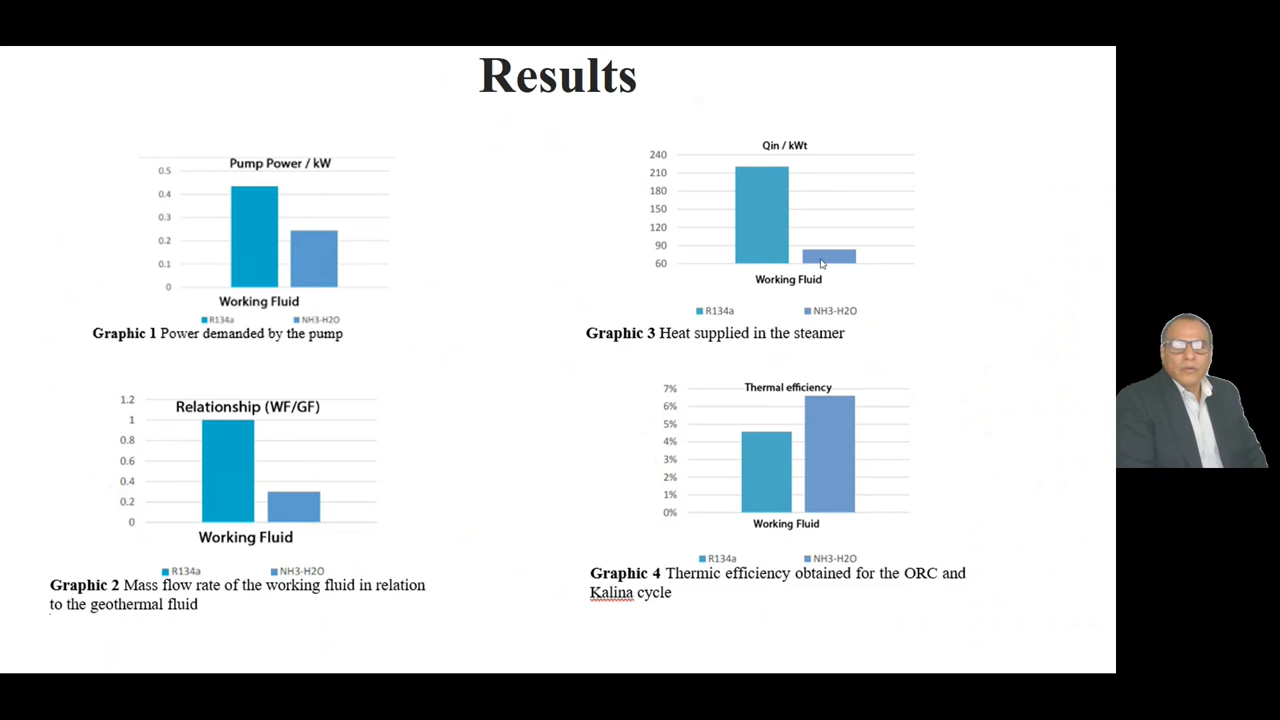 Results
Pump Power / kW
0.5
0.4
0.3
0.2
0.1
0
Working Fluid
R134a NH3-H2O
Graphic 1 Power demanded by the pump
Relationship (WF/GF)
1.2
1
0.8
0.6
0.4
0.2
0
Working Fluid
R134a NH3-H2O
Graphic 2 Mass flow rate of the working fluid in relation
to the geothermal fluid
Qin / kWt
240
210
180
150
120
90
60
Working Fluid
R134a NH3-H2O
Graphic 3 Heat supplied in the steamer
Thermal efficiency
7%
6%
5%
4%
3%
2%
1%
0%
Working Fluid
R134a NH3-H2O
Graphic 4 Thermic efficiency obtained for the ORC and
Kalina cycle